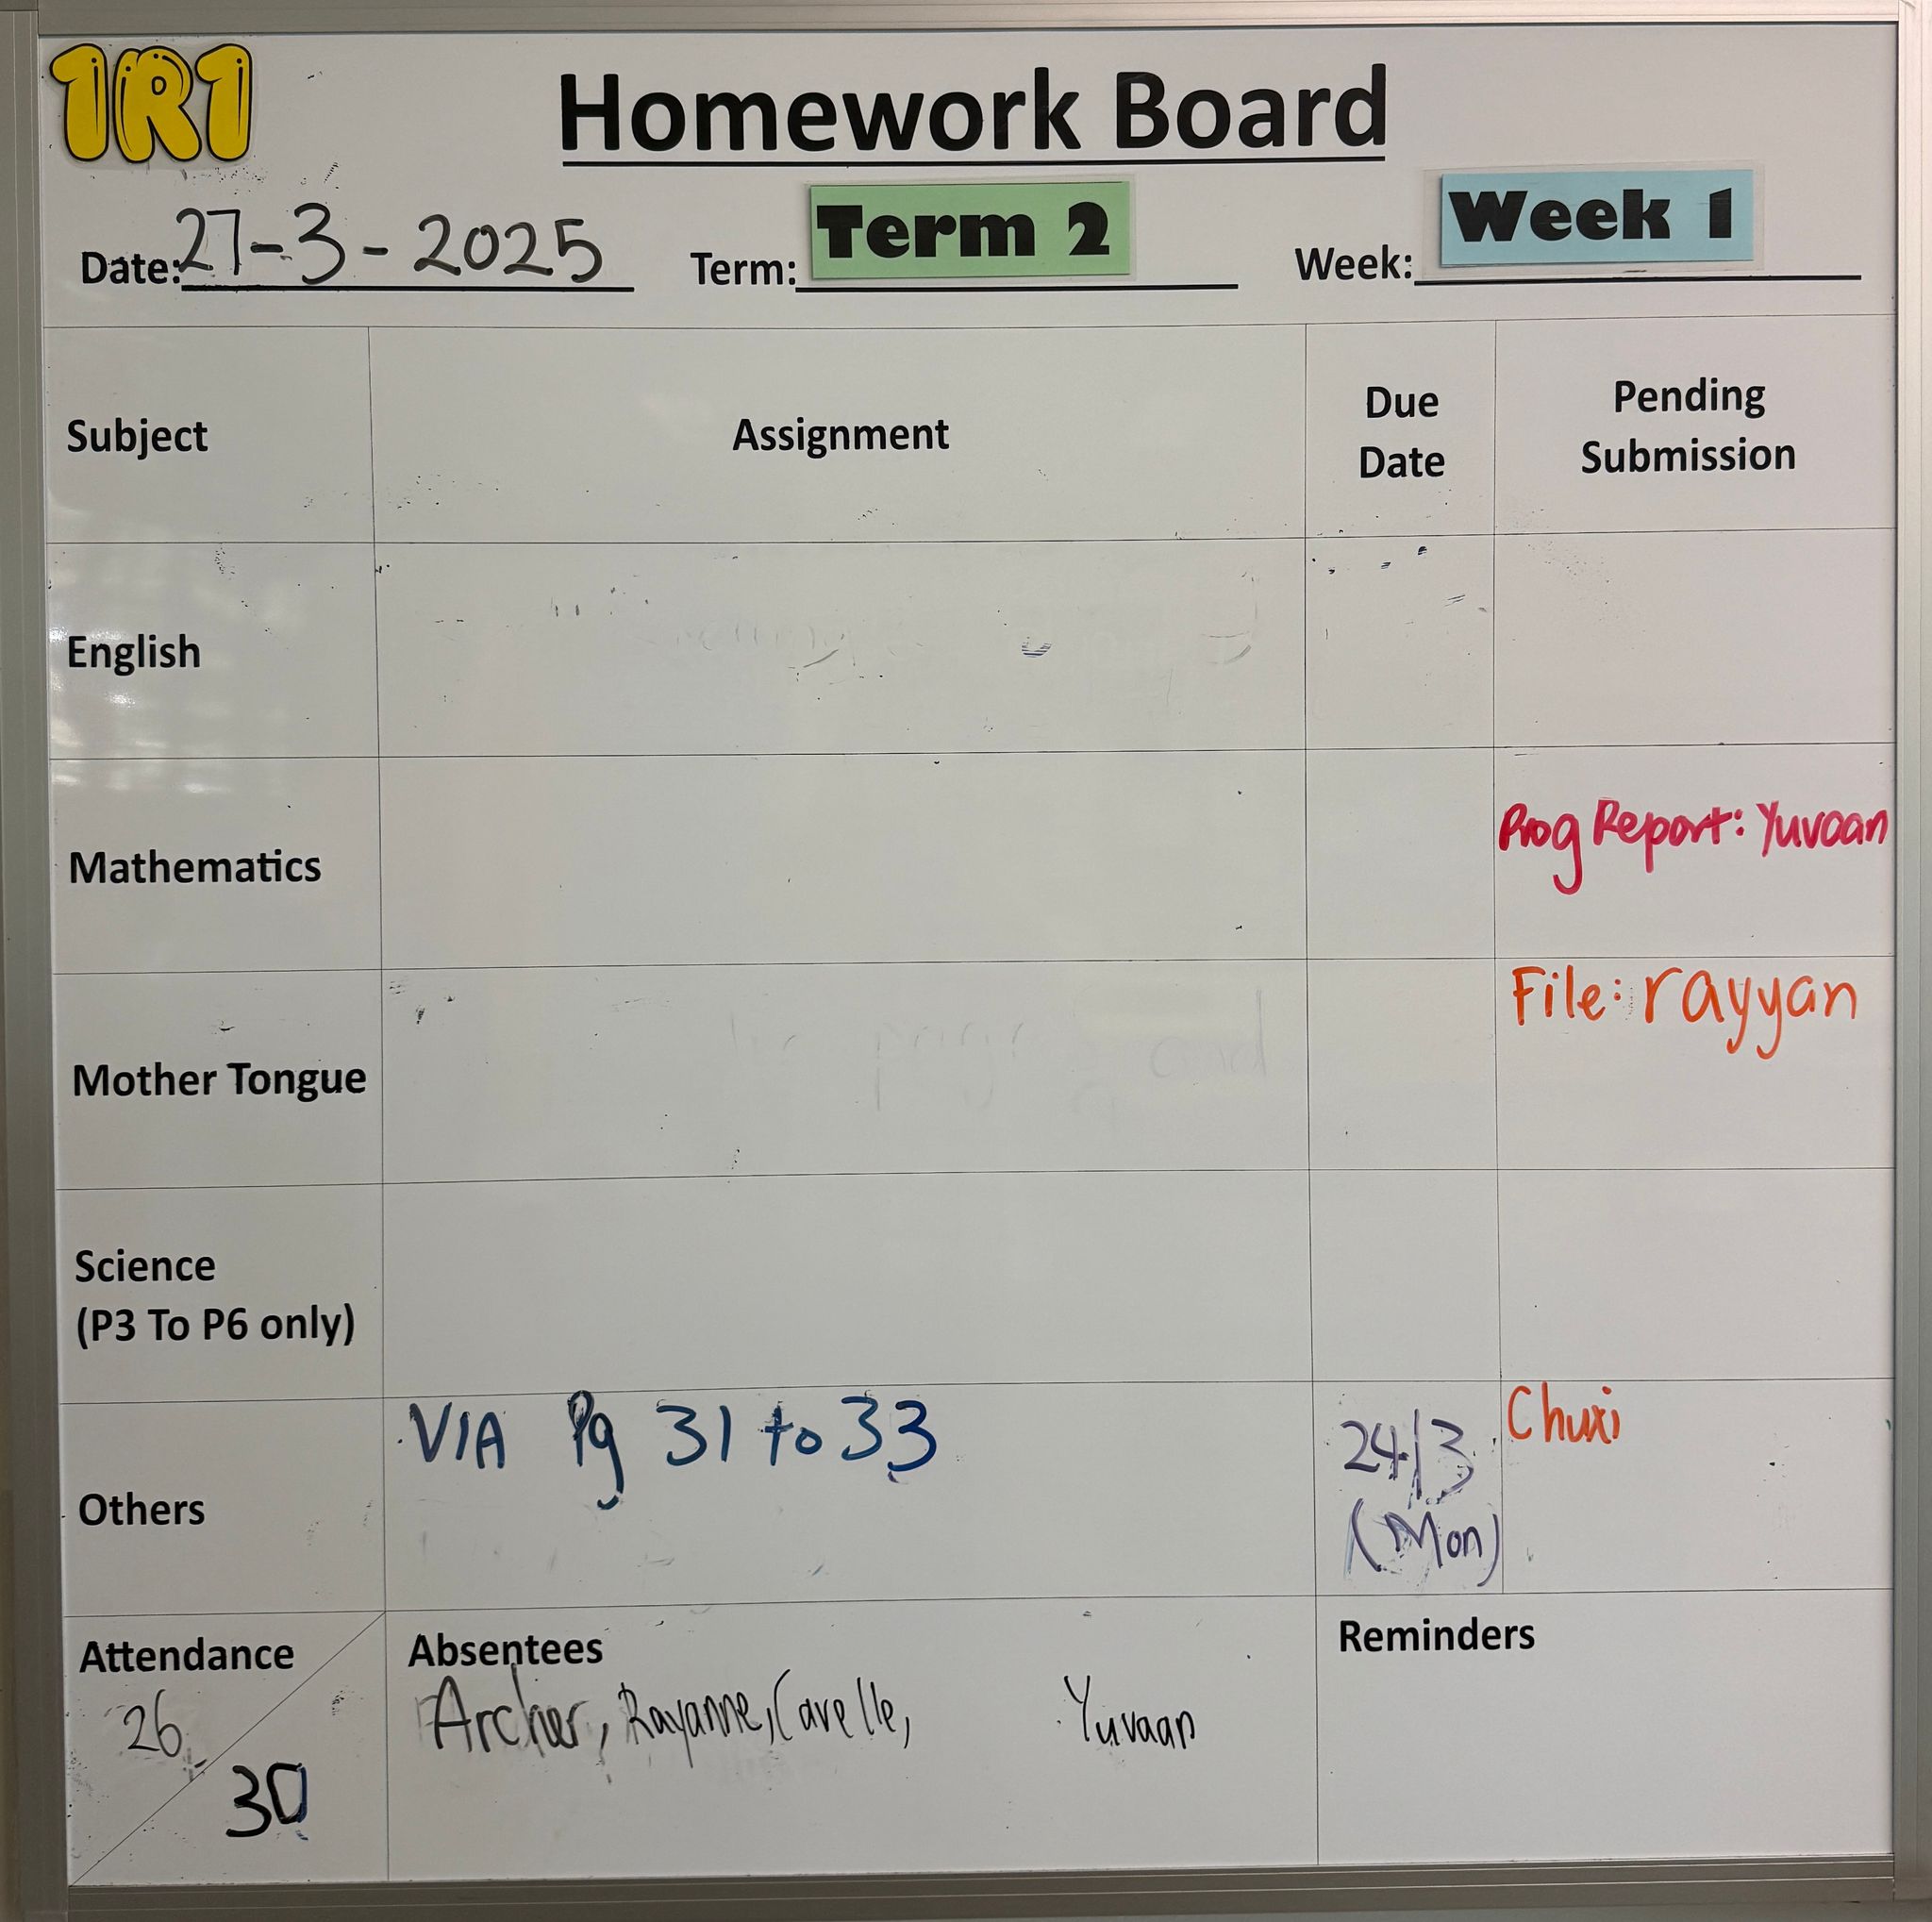 1R1
Homework Board
Date: 27-3-2025 Term: Term 2 Week: Week 1
Subject Assignment Due Date Pending Submission
English
Mathematics Prog Report: Yuvaan
Mother Tongue File: rayyan
Science
(P3 To P6 only)
Others VIA Pg 31 to 33 24/3 (Mon) Chuxi
Attendance Absentees Reminders
26 Archer, Rayanne, Cavelle, Yuvaan
30